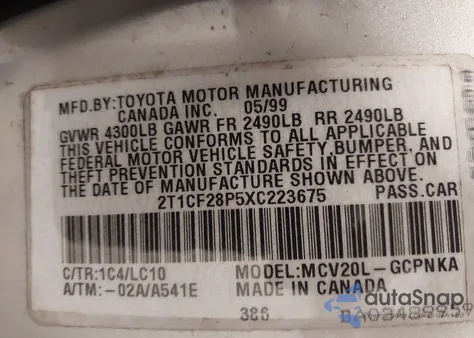 MFD.BY:TOYOTA MOTOR MANUFACTURING
CANADA INC. 05/99
GVWR 4300LB GAWR FR 2490LB RR 2490LB
THIS VEHICLE CONFORMS TO ALL APPLICABLE
FEDERAL MOTOR VEHICLE SAFETY,BUMPER, AND
THEFT PREVENTION STANDARDS IN EFFECT ON
THE DATE OF MANUFACTURE SHOWN ABOVE.
2T1CF28P5XC223675 PASS.CAR
C/TR:1C4/LC10 MODEL:MCV20L-GCPNKA
A/TM:-02A/A541E MADE IN CANADA
386
autoSnap